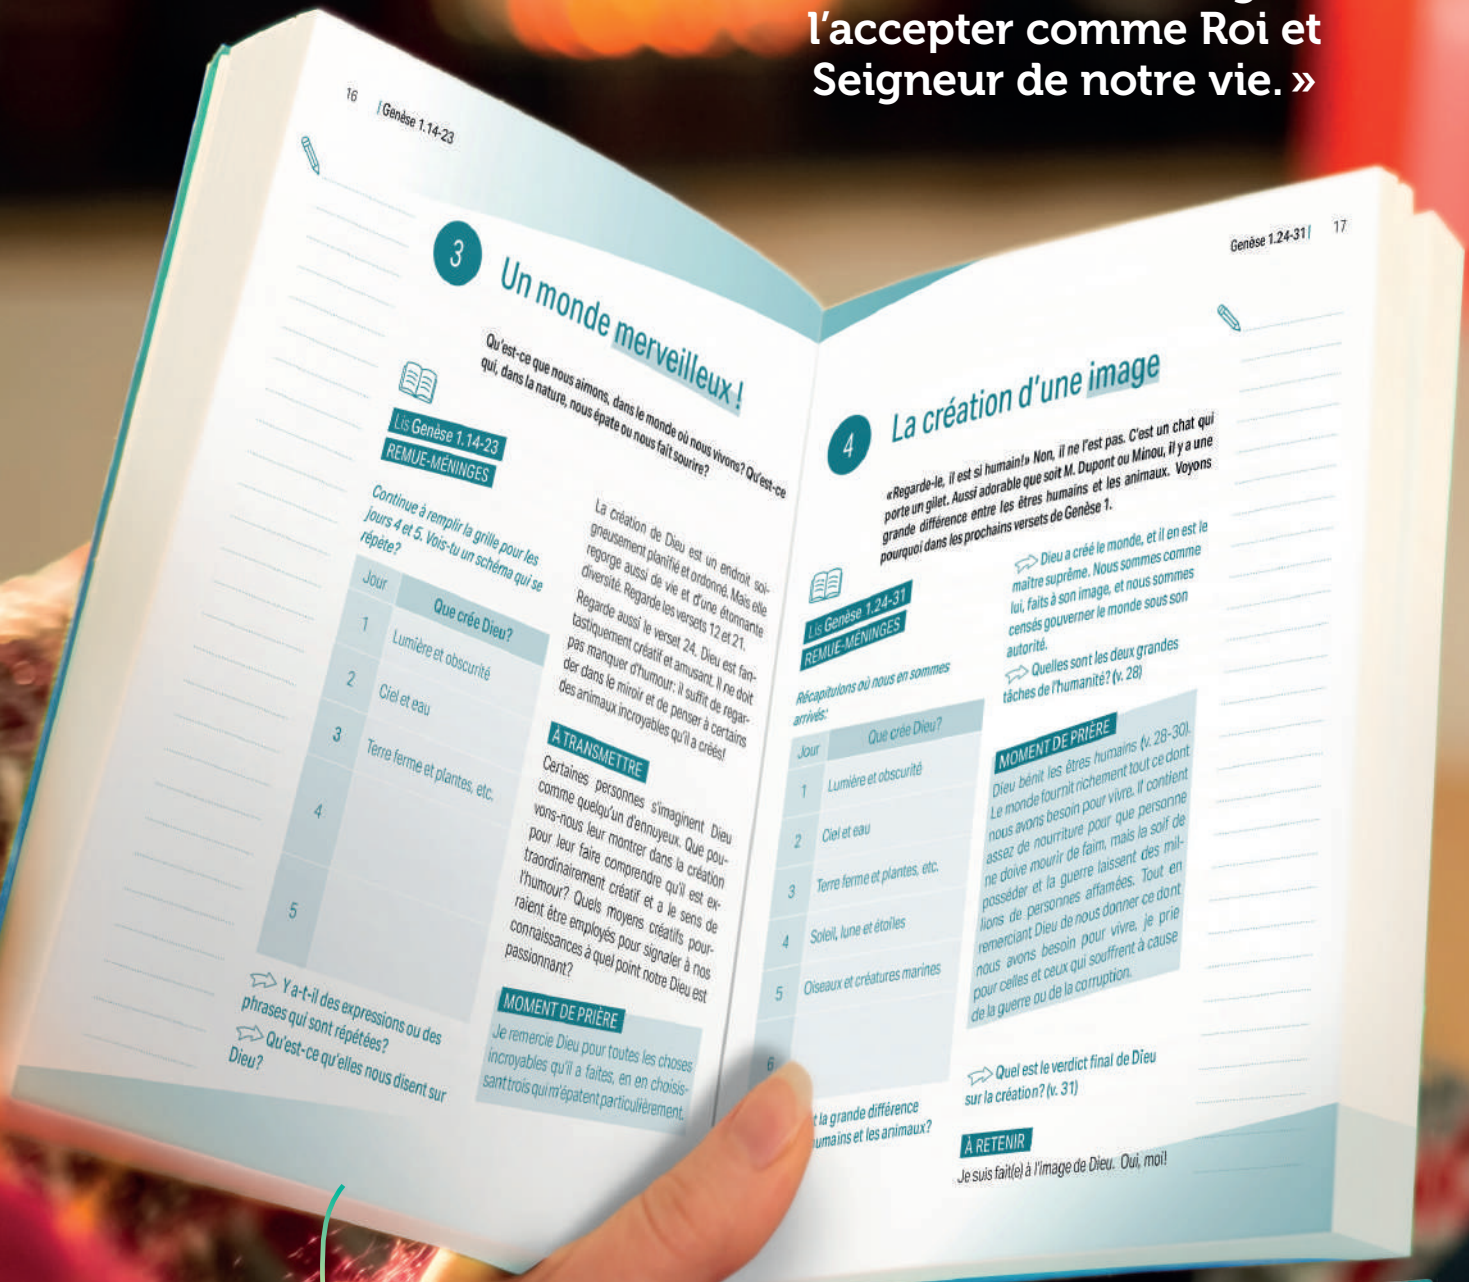 l'accepter comme Roi et
Seigneur de notre vie. »
16 | Genèse 1.14-23
3 Un monde merveilleux !
Qu'est-ce que nous aimons, dans le monde où nous vivons? Qu'est-ce
qui, dans la nature, nous épate ou nous fait sourire?
Lis Genèse 1.14-23
REMUE-MÉNINGES
Continue à remplir la grille pour les
jours 4 et 5. Vois-tu un schéma qui se
répète?
Jour Que crée Dieu?
1 Lumière et obscurité
2 Ciel et eau
3 Terre ferme et plantes, etc.
4
5
Y a-t-il des expressions ou des
phrases qui sont répétées?
Qu'est-ce qu'elles nous disent sur
Dieu?
La création de Dieu est un endroit soi-
gneusement planifié et ordonné. Mais elle
regorge aussi de vie et d'une étonnante
diversité. Regarde les versets 12 et 21.
Regarde aussi le verset 24. Dieu est fan-
tastiquement créatif et amusant. Il ne doit
pas manquer d'humour: il suffit de regar-
der dans le miroir et de penser à certains
des animaux incroyables qu'il a créés!
À TRANSMETTRE
Certaines personnes s'imaginent Dieu
comme quelqu'un d'ennuyeux. Que pou-
vons-nous leur montrer dans la création
pour leur faire comprendre qu'il est ex-
traordinairement créatif et a le sens de
l'humour? Quels moyens créatifs pour-
raient être employés pour signaler à nos
connaissances à quel point notre Dieu est
passionnant?
MOMENT DE PRIÈRE
Je remercie Dieu pour toutes les choses
incroyables qu'il a faites, en en choisis-
sant trois qui m'épatent particulièrement.
Genèse 1.24-31 | 17
4 La création d'une image
«Regarde-le, il est si humain!» Non, il ne l'est pas. C'est un chat qui
porte un gilet. Aussi adorable que soit M. Dupont ou Minou, il y a une
grande différence entre les êtres humains et les animaux. Voyons
pourquoi dans les prochains versets de Genèse 1.
Lis Genèse 1.24-31
REMUE-MÉNINGES
Récapitulons où nous en sommes
arrivés:
Jour Que crée Dieu?
1 Lumière et obscurité
2 Ciel et eau
3 Terre ferme et plantes, etc.
4 Soleil, lune et étoiles
5 Oiseaux et créatures marines
6
t la grande différence
umains et les animaux?
Dieu a créé le monde, et il en est le
maître suprême. Nous sommes comme
lui, faits à son image, et nous sommes
censés gouverner le monde sous son
autorité.
Quelles sont les deux grandes
tâches de l'humanité? (v. 28)
MOMENT DE PRIÈRE
Dieu bénit les êtres humains (v. 28-30).
Le monde fournit richement tout ce dont
nous avons besoin pour vivre. Il contient
assez de nourriture pour que personne
ne doive mourir de faim, mais la soif de
posséder et la guerre laissent des mil-
lions de personnes affamées. Tout en
remerciant Dieu de nous donner ce dont
nous avons besoin pour vivre, je prie
pour celles et ceux qui souffrent à cause
de la guerre ou de la corruption.
Quel est le verdict final de Dieu
sur la création? (v. 31)
À RETENIR
Je suis fait(e) à l'image de Dieu. Oui, moi!